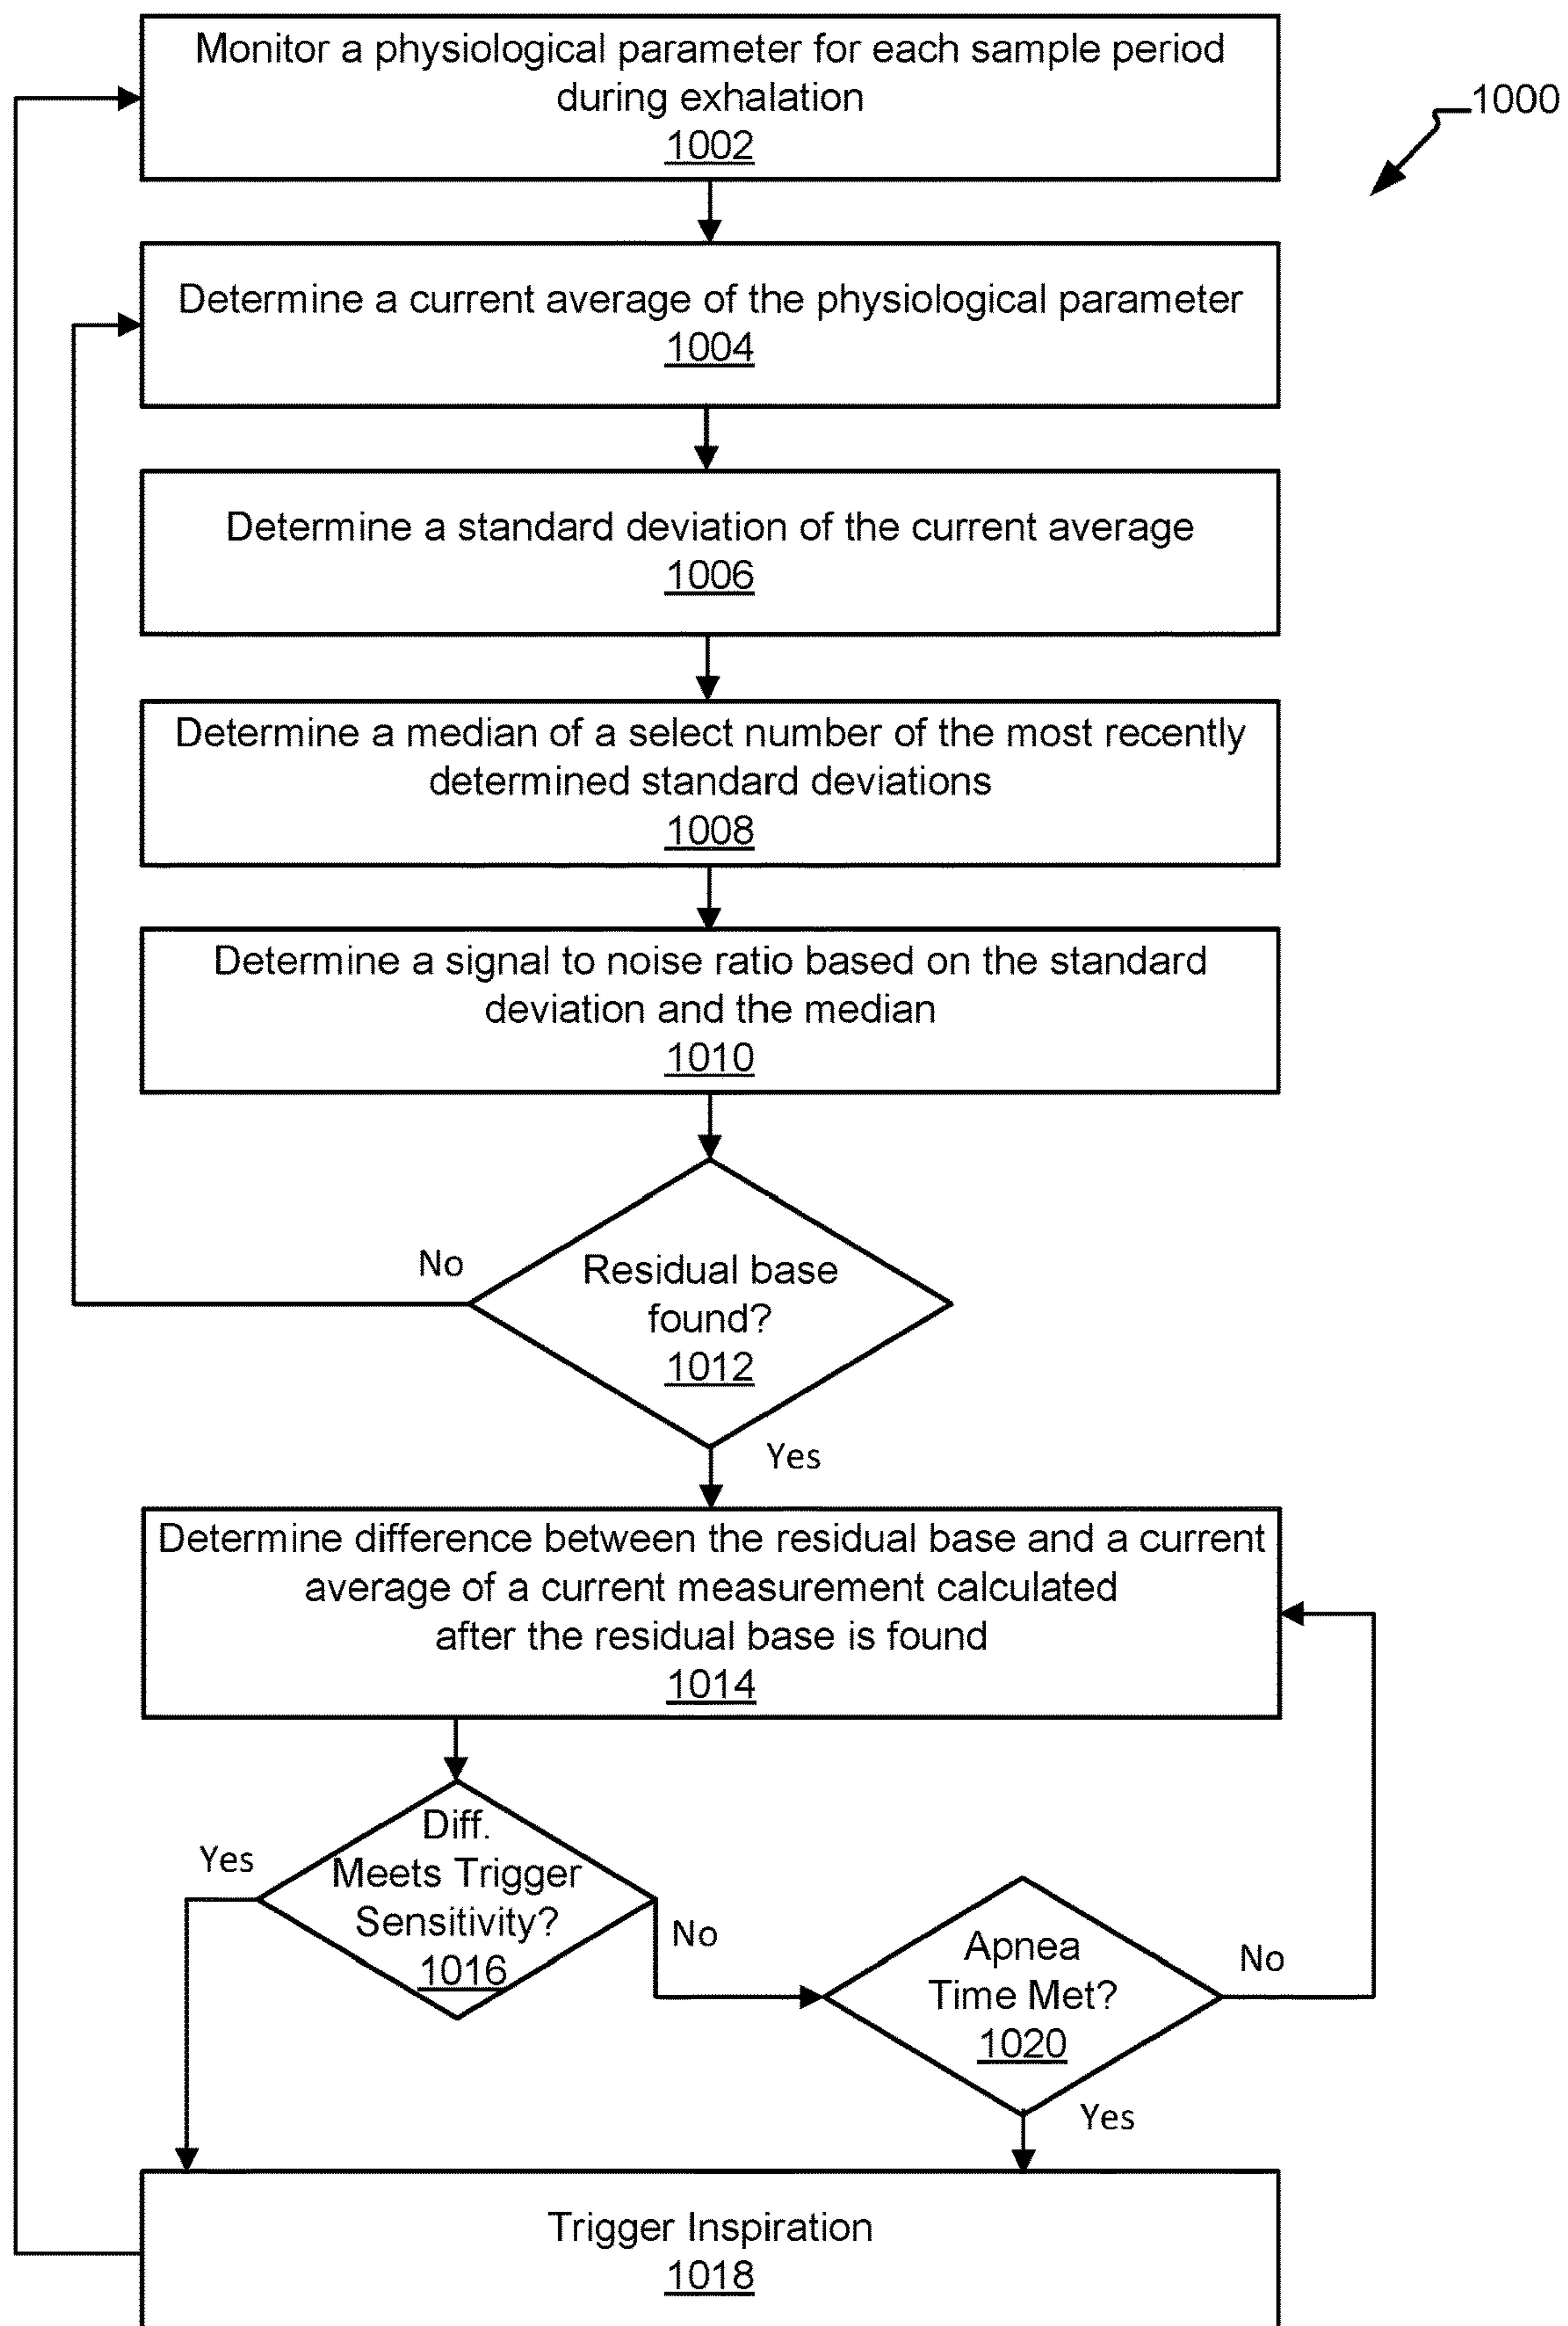 Monitor a physiological parameter for each sample period
during exhalation
1002
1000
Determine a current average of the physiological parameter
1004
Determine a standard deviation of the current average
1006
Determine a median of a select number of the most recently
determined standard deviations
1008
Determine a signal to noise ratio based on the standard
deviation and the median
1010
No
Residual base
found?
1012
Yes
Determine difference between the residual base and a current
average of a current measurement calculated
after the residual base is found
1014
Yes
Diff.
Meets Trigger
Sensitivity?
1016
No
Apnea
Time Met?
1020
No
Yes
Trigger Inspiration
1018